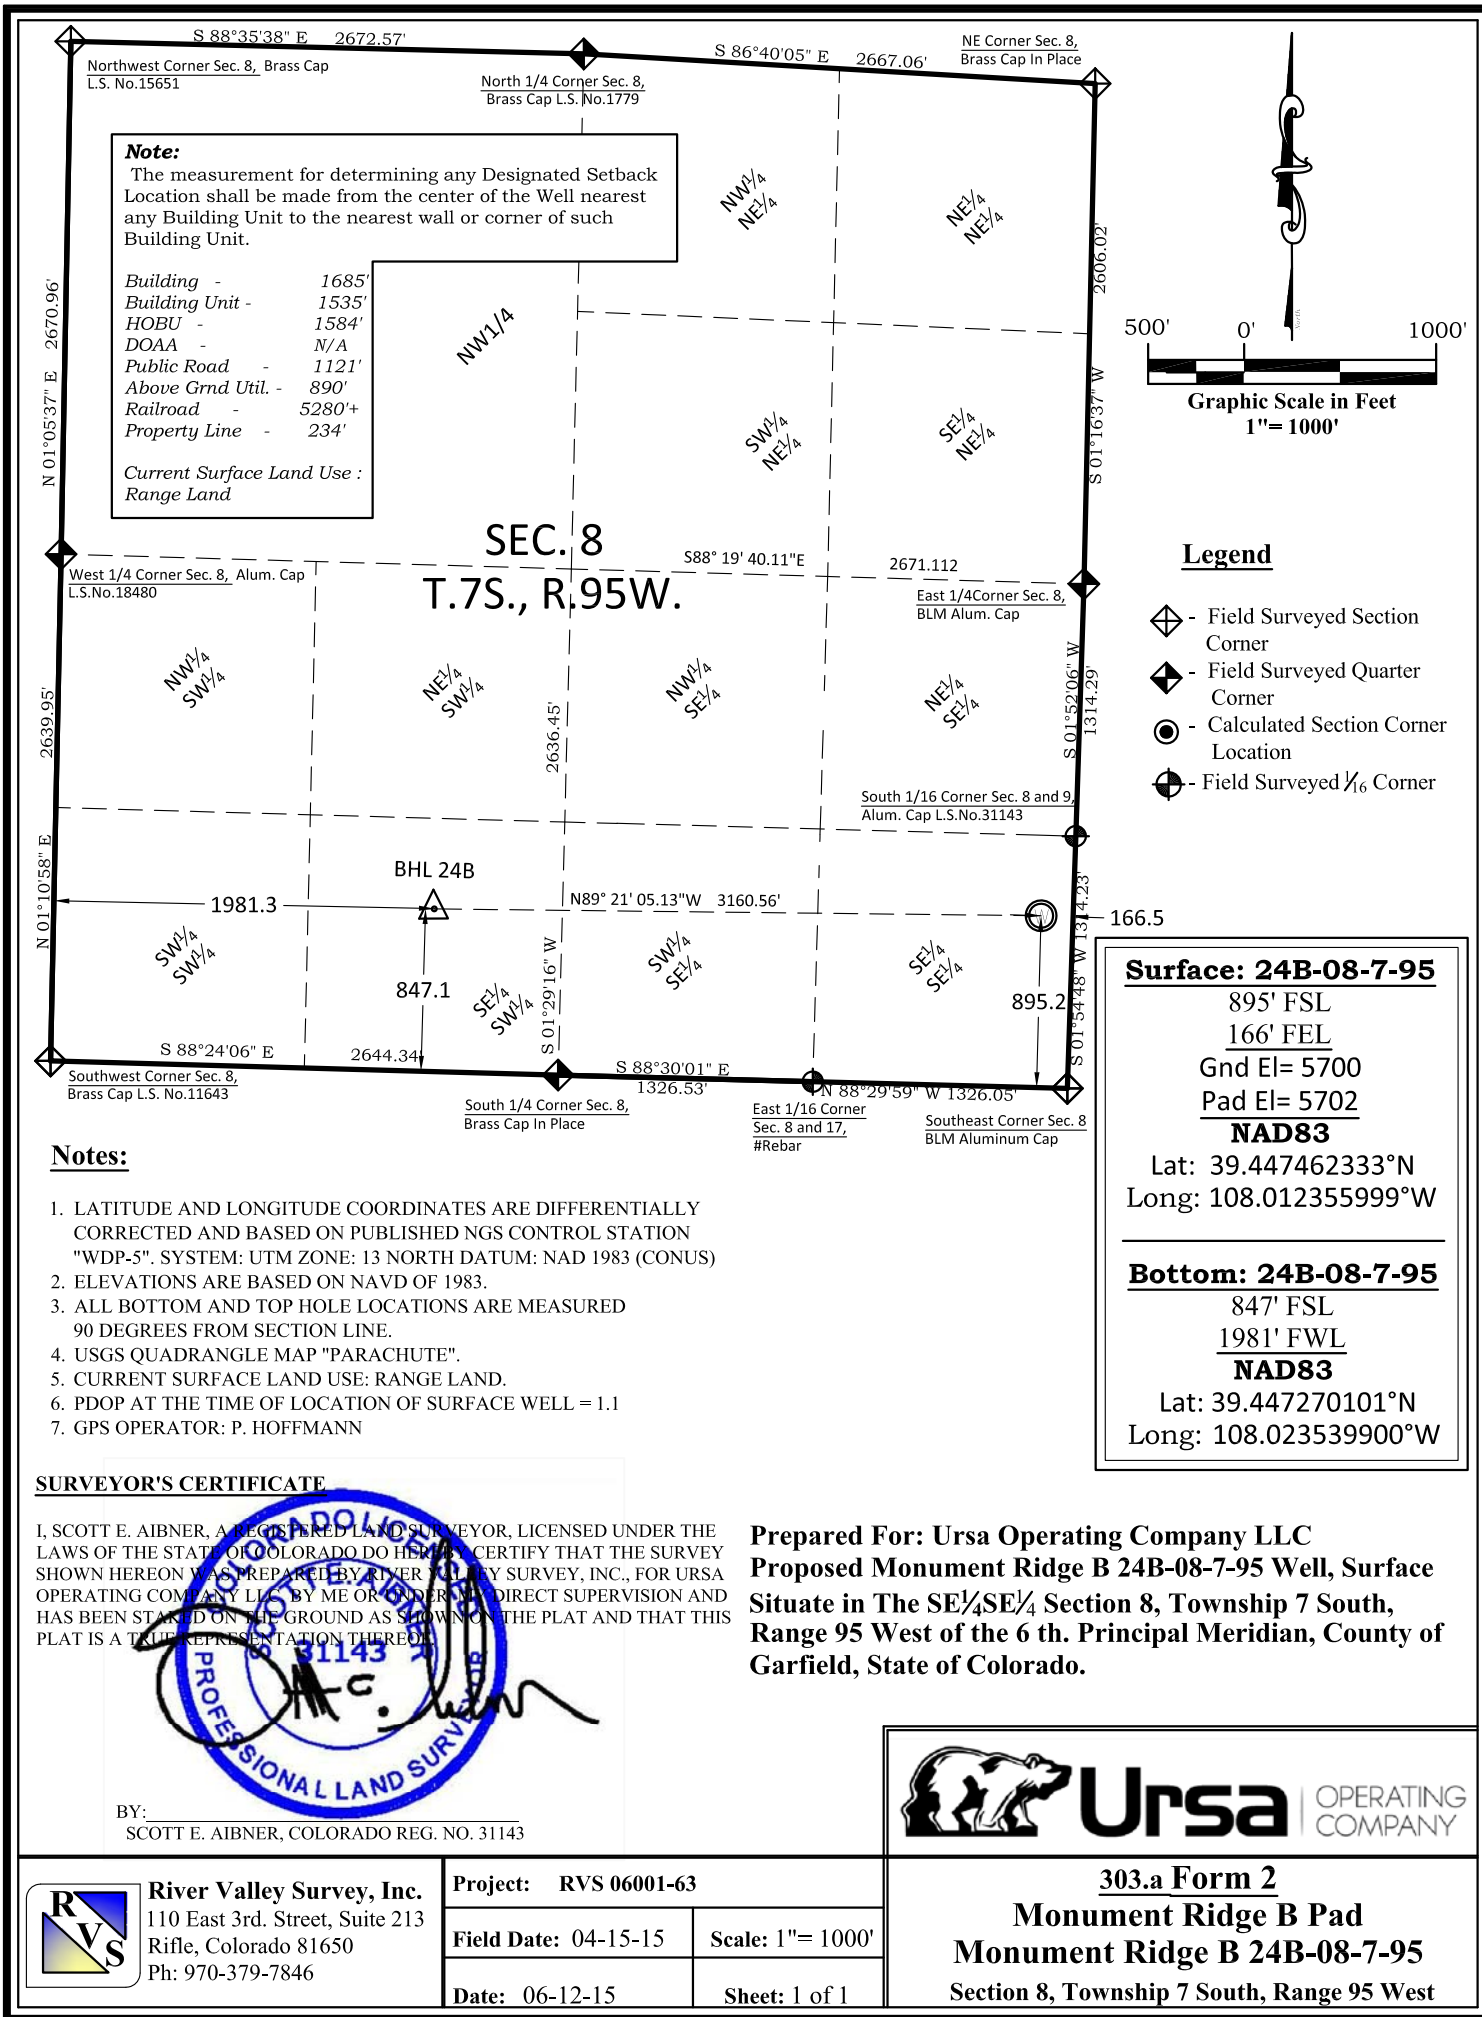 S 88°35'38" E 2672.57'
S 86°40'05" E 2667.06'
NE Corner Sec. 8,
Brass Cap In Place
Northwest Corner Sec. 8, Brass Cap
L.S. No.15651
North 1/4 Corner Sec. 8,
Brass Cap L.S. No.1779
Note:
The measurement for determining any Designated Setback
Location shall be made from the center of the Well nearest
any Building Unit to the nearest wall or corner of such
Building Unit.
Building - 1685'
Building Unit - 1535'
HOBU - 1584'
DOAA - N/A
Public Road - 1121'
Above Grnd Util. - 890'
Railroad - 5280'+
Property Line - 234'
Current Surface Land Use :
Range Land
N 01°05'37" E 2670.96'
NW1/4
NW¼
NE¼
NE¼
NE¼
SW¼
NE¼
SE¼
NE¼
2606.02'
S 01°16'37" W
North
500' 0' 1000'
Graphic Scale in Feet
1"= 1000'
SEC. 8
T.7S., R.95W.
S88° 19' 40.11"E 2671.112
West 1/4 Corner Sec. 8, Alum. Cap
L.S.No.18480
East 1/4Corner Sec. 8,
BLM Alum. Cap
Legend
- Field Surveyed Section
Corner
- Field Surveyed Quarter
Corner
- Calculated Section Corner
Location
- Field Surveyed 1/16 Corner
NW¼
SW¼
NE¼
SW¼
NW¼
SE¼
NE¼
SE¼
S 01°52'06" W
1314.29'
2639.95'
N 01°10'58" E
2636.45'
S 01°29'16" W
South 1/16 Corner Sec. 8 and 9,
Alum. Cap L.S.No.31143
BHL 24B
1981.3
N89° 21' 05.13"W 3160.56'
166.5
S 01°54'48" W 1314.23'
SW¼
SW¼
847.1
SE¼
SW¼
SW¼
SE¼
SE¼
SE¼
895.2
S 88°24'06" E 2644.34'
S 88°30'01" E
1326.53'
N 88°29'59" W 1326.05'
Southwest Corner Sec. 8,
Brass Cap L.S. No.11643
South 1/4 Corner Sec. 8,
Brass Cap In Place
East 1/16 Corner
Sec. 8 and 17,
#Rebar
Southeast Corner Sec. 8
BLM Aluminum Cap
Surface: 24B-08-7-95
895' FSL
166' FEL
Gnd El= 5700
Pad El= 5702
NAD83
Lat: 39.447462333°N
Long: 108.012355999°W
Bottom: 24B-08-7-95
847' FSL
1981' FWL
NAD83
Lat: 39.447270101°N
Long: 108.023539900°W
Notes:
1. LATITUDE AND LONGITUDE COORDINATES ARE DIFFERENTIALLY
CORRECTED AND BASED ON PUBLISHED NGS CONTROL STATION
"WDP-5". SYSTEM: UTM ZONE: 13 NORTH DATUM: NAD 1983 (CONUS)
2. ELEVATIONS ARE BASED ON NAVD OF 1983.
3. ALL BOTTOM AND TOP HOLE LOCATIONS ARE MEASURED
90 DEGREES FROM SECTION LINE.
4. USGS QUADRANGLE MAP "PARACHUTE".
5. CURRENT SURFACE LAND USE: RANGE LAND.
6. PDOP AT THE TIME OF LOCATION OF SURFACE WELL = 1.1
7. GPS OPERATOR: P. HOFFMANN
SURVEYOR'S CERTIFICATE
I, SCOTT E. AIBNER, A REGISTERED LAND SURVEYOR, LICENSED UNDER THE
LAWS OF THE STATE OF COLORADO DO HEREBY CERTIFY THAT THE SURVEY
SHOWN HEREON WAS PREPARED BY RIVER VALLEY SURVEY, INC., FOR URSA
OPERATING COMPANY LLC BY ME OR UNDER MY DIRECT SUPERVISION AND
HAS BEEN STAKED ON THE GROUND AS SHOWN ON THE PLAT AND THAT THIS
PLAT IS A TRUE REPRESENTATION THEREOF.
COLORADO LICENSED
SCOTT E. AIBNER
31143
PROFESSIONAL LAND SURVEYOR
BY:
SCOTT E. AIBNER, COLORADO REG. NO. 31143
Prepared For: Ursa Operating Company LLC
Proposed Monument Ridge B 24B-08-7-95 Well, Surface
Situate in The SE¼SE¼ Section 8, Township 7 South,
Range 95 West of the 6 th. Principal Meridian, County of
Garfield, State of Colorado.
Ursa OPERATING
COMPANY
RVS
River Valley Survey, Inc.
110 East 3rd. Street, Suite 213
Rifle, Colorado 81650
Ph: 970-379-7846
Project: RVS 06001-63
Field Date: 04-15-15 Scale: 1"= 1000'
Date: 06-12-15 Sheet: 1 of 1
303.a Form 2
Monument Ridge B Pad
Monument Ridge B 24B-08-7-95
Section 8, Township 7 South, Range 95 West